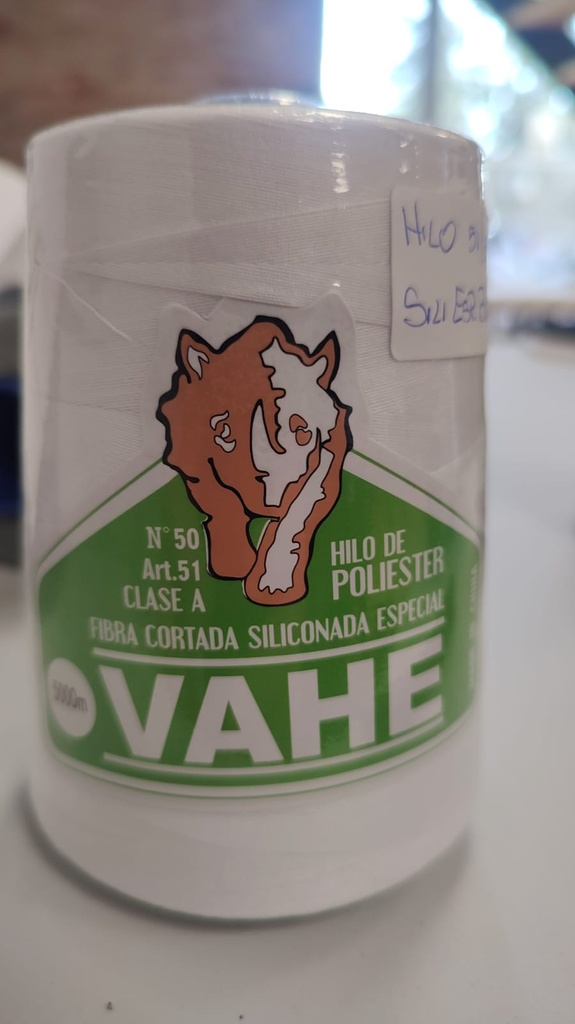 HILO
N° 50
Art.51
CLASE A
HILO DE
POLIESTER
FIBRA CORTADA SILICONADA ESPECIAL
5000m
VAHE